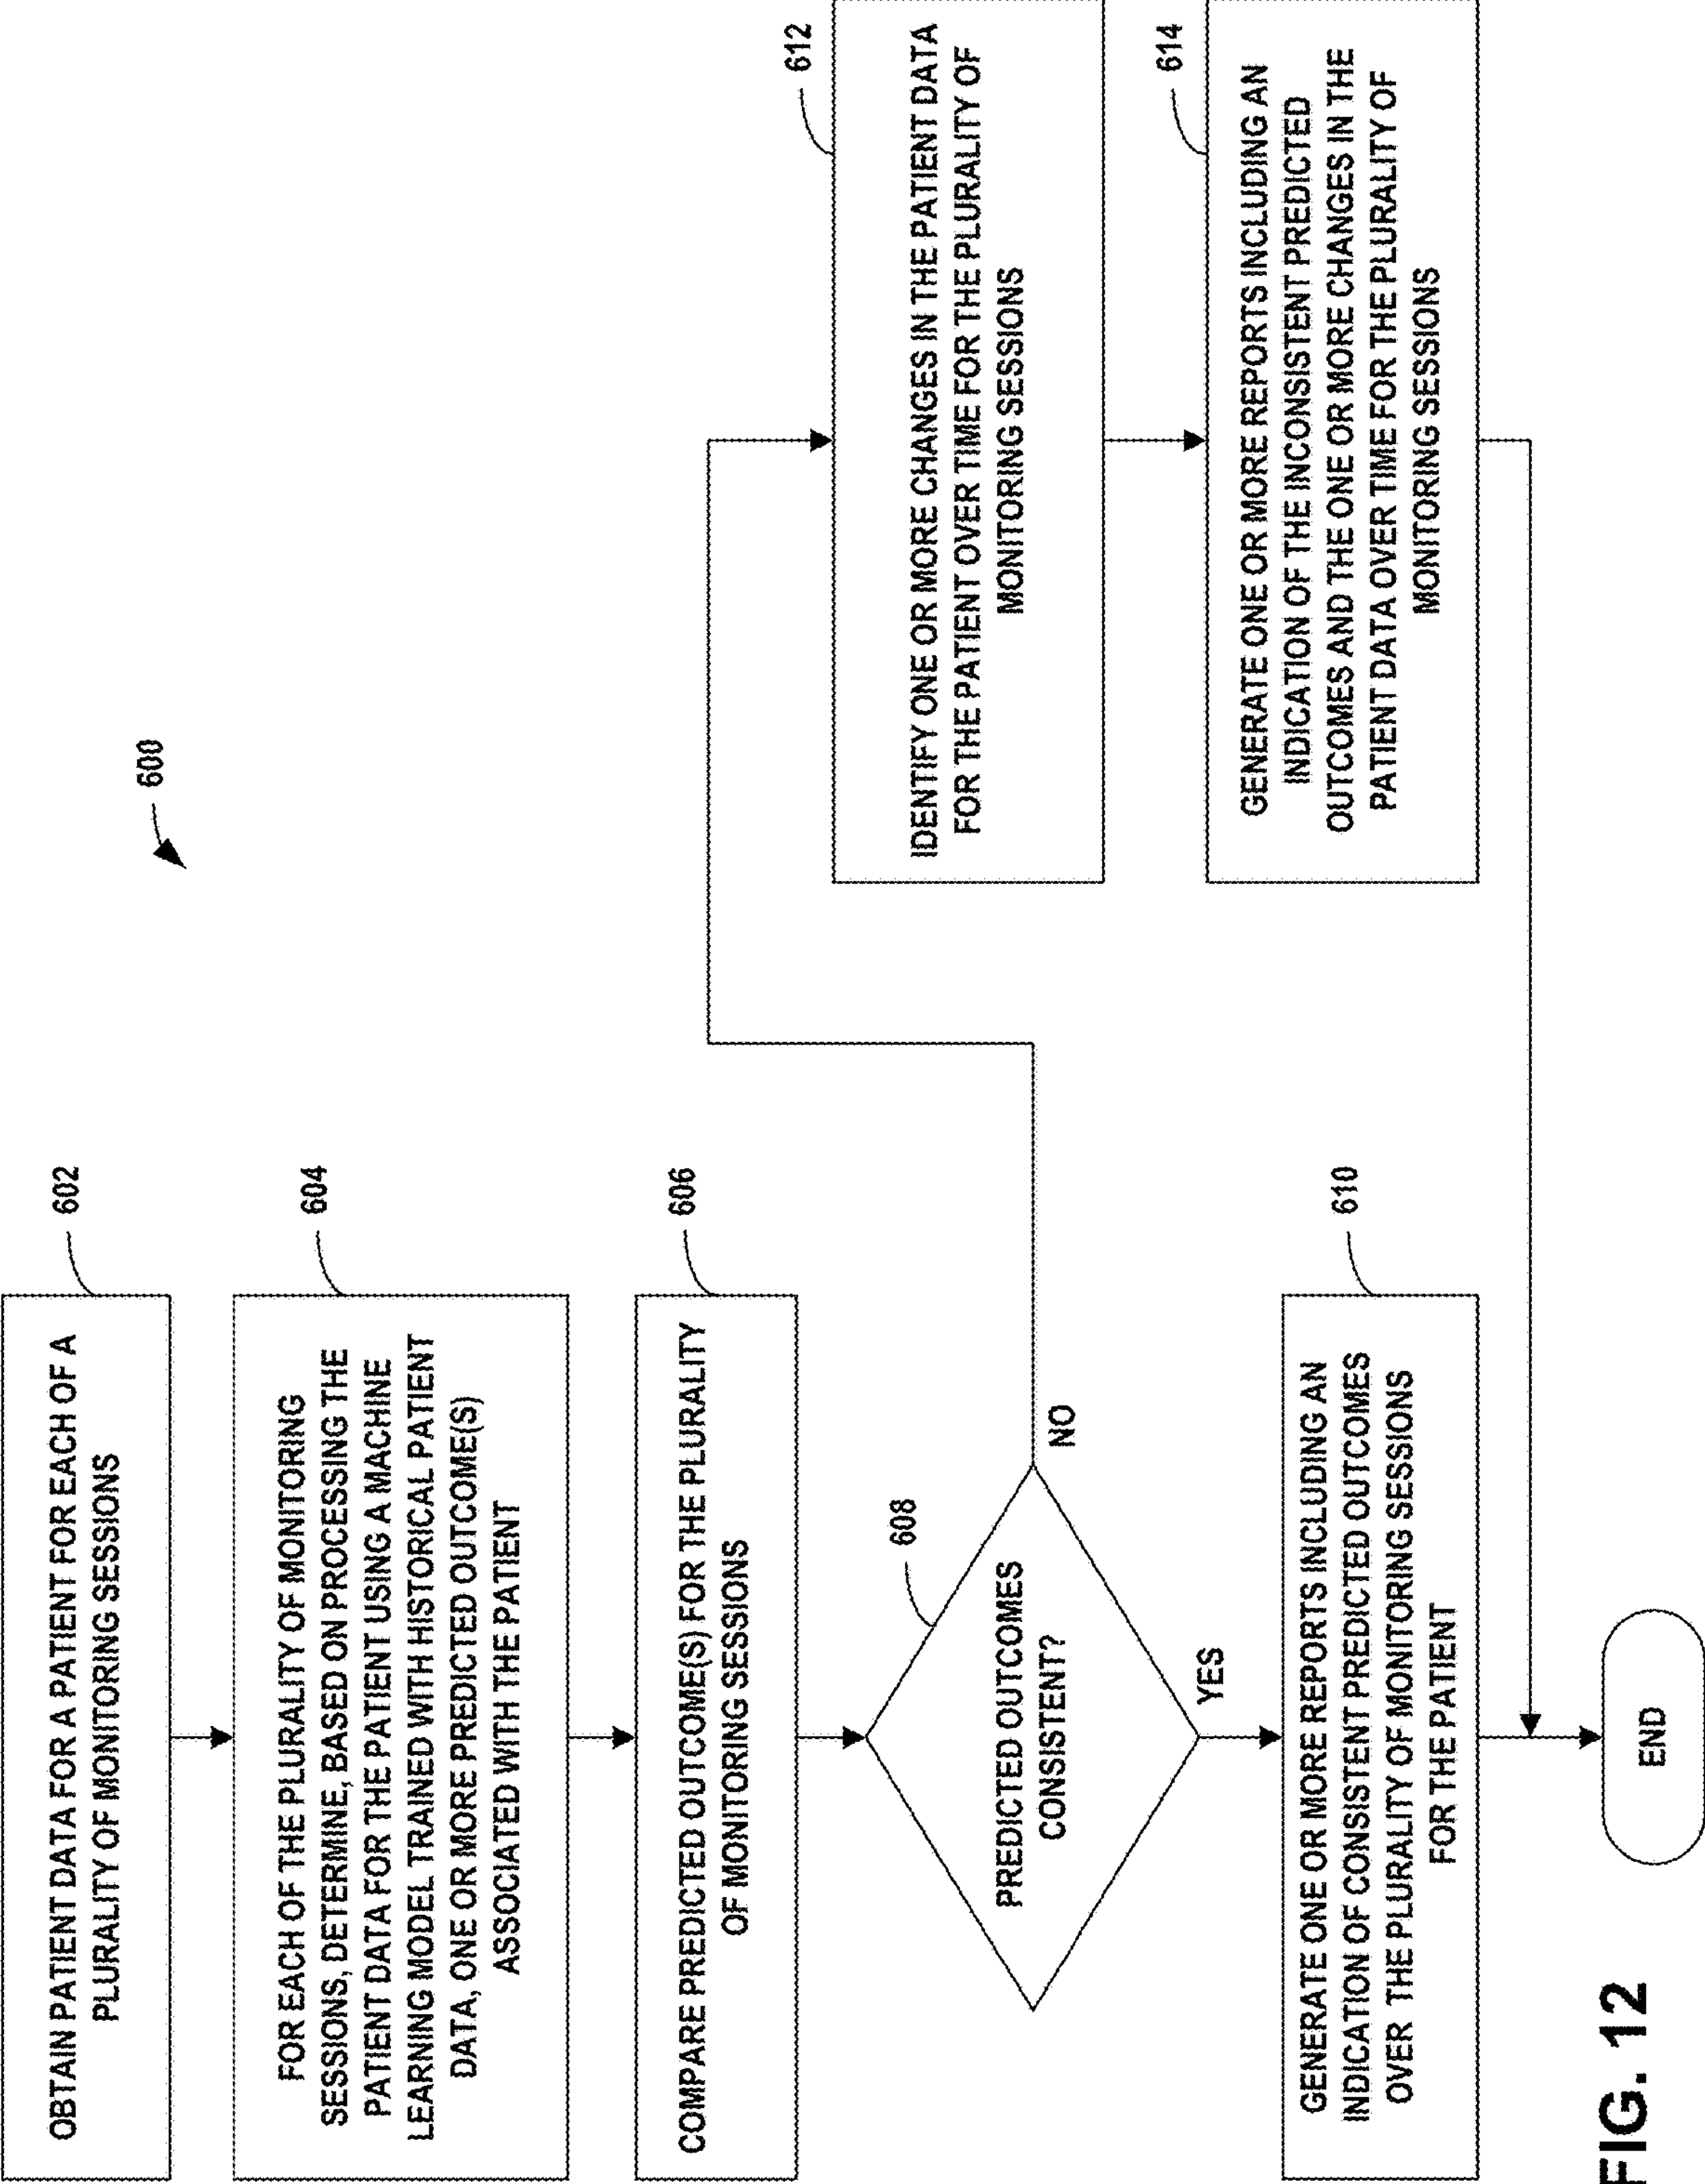 600
OBTAIN PATIENT DATA FOR A PATIENT FOR EACH OF A
PLURALITY OF MONITORING SESSIONS
602
FOR EACH OF THE PLURALITY OF MONITORING
SESSIONS, DETERMINE, BASED ON PROCESSING THE
PATIENT DATA FOR THE PATIENT USING A MACHINE
LEARNING MODEL TRAINED WITH HISTORICAL PATIENT
DATA, ONE OR MORE PREDICTED OUTCOME(S)
ASSOCIATED WITH THE PATIENT
604
COMPARE PREDICTED OUTCOME(S) FOR THE PLURALITY
OF MONITORING SESSIONS
606
PREDICTED OUTCOMES
CONSISTENT?
608
NO
YES
GENERATE ONE OR MORE REPORTS INCLUDING AN
INDICATION OF CONSISTENT PREDICTED OUTCOMES
OVER THE PLURALITY OF MONITORING SESSIONS
FOR THE PATIENT
610
IDENTIFY ONE OR MORE CHANGES IN THE PATIENT DATA
FOR THE PATIENT OVER TIME FOR THE PLURALITY OF
MONITORING SESSIONS
612
GENERATE ONE OR MORE REPORTS INCLUDING AN
INDICATION OF THE INCONSISTENT PREDICTED
OUTCOMES AND THE ONE OR MORE CHANGES IN THE
PATIENT DATA OVER TIME FOR THE PLURALITY OF
MONITORING SESSIONS
614
END
FIG. 12